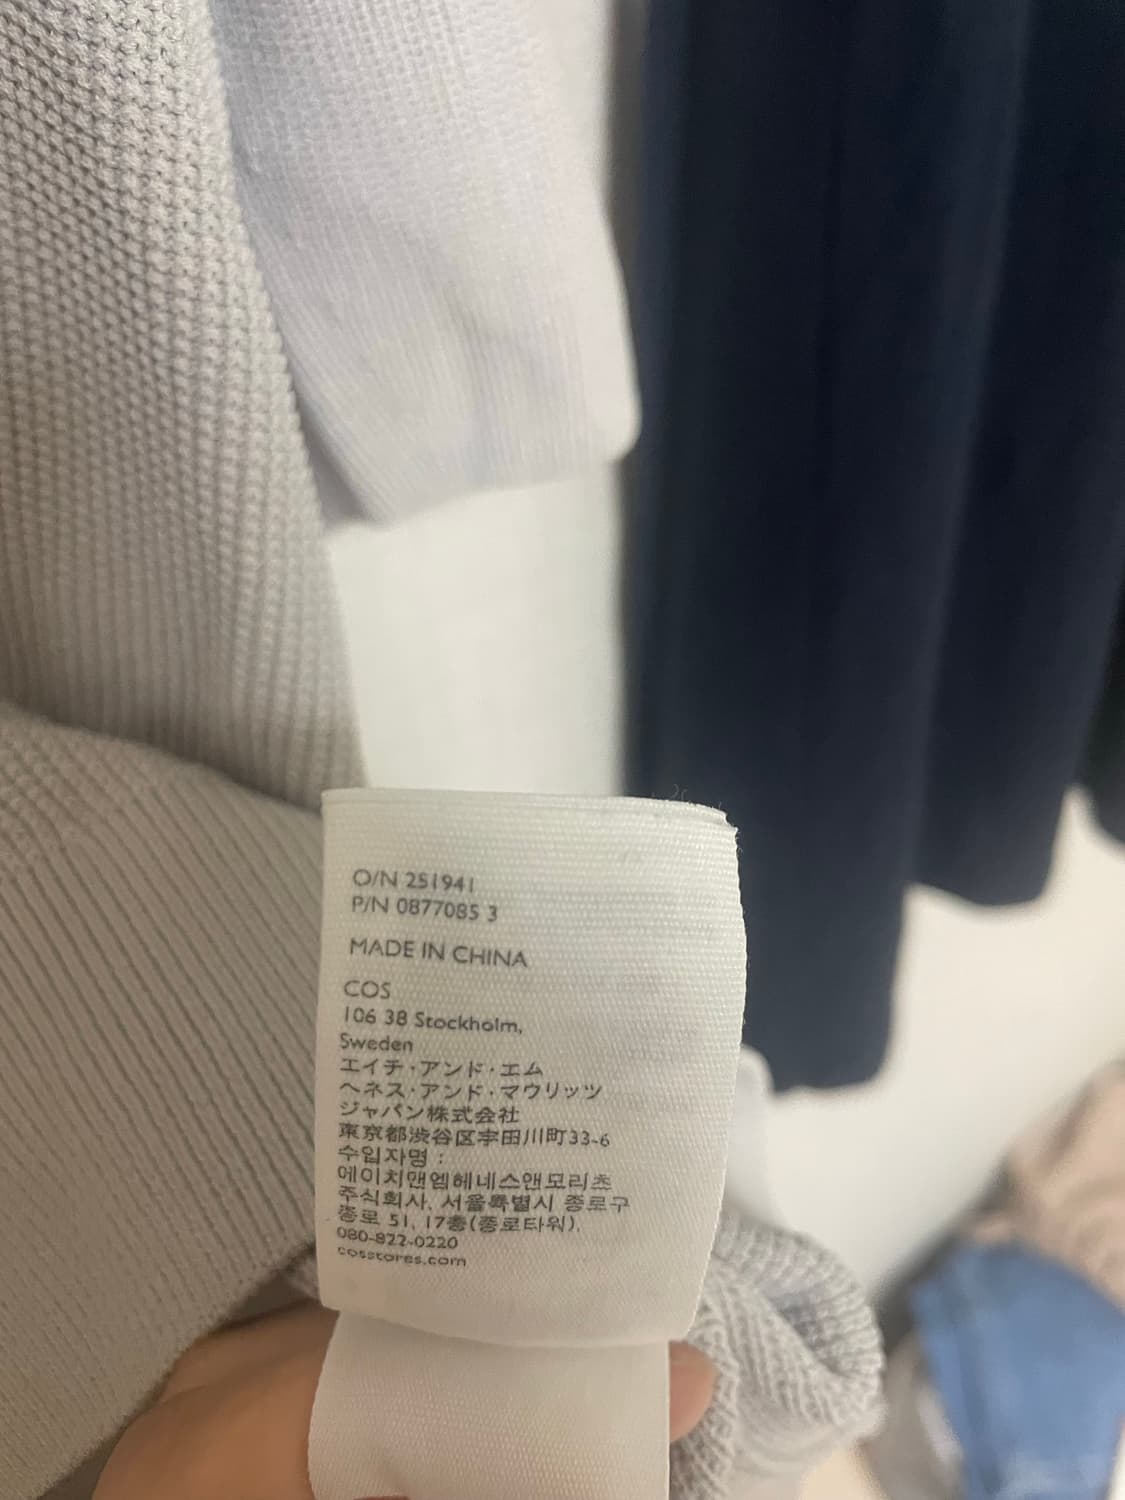 O/N 251941
P/N 0877085 3
MADE IN CHINA
COS
106 38 Stockholm,
Sweden
エイチ・アンド・エム
ヘネス・アンド・マウリッツ
ジャパン株式会社
東京都渋谷区宇田川町33-6
수입자명 :
에이치앤엠헤네스앤모리츠
주식회사, 서울특별시 종로구
종로 51, 17층(종로타워),
080-822-0220
cosstores.com